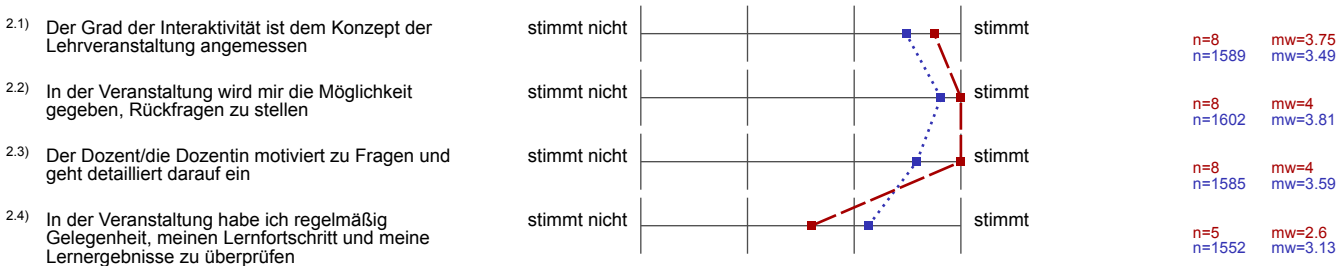 2.1) Der Grad der Interaktivität ist dem Konzept der
Lehrveranstaltung angemessen
stimmt nicht stimmt
n=8 mw=3.75
n=1589 mw=3.49
2.2) In der Veranstaltung wird mir die Möglichkeit
gegeben, Rückfragen zu stellen
stimmt nicht stimmt
n=8 mw=4
n=1602 mw=3.81
2.3) Der Dozent/die Dozentin motiviert zu Fragen und
geht detailliert darauf ein
stimmt nicht stimmt
n=8 mw=4
n=1585 mw=3.59
2.4) In der Veranstaltung habe ich regelmäßig
Gelegenheit, meinen Lernfortschritt und meine
Lernergebnisse zu überprüfen
stimmt nicht stimmt
n=5 mw=2.6
n=1552 mw=3.13